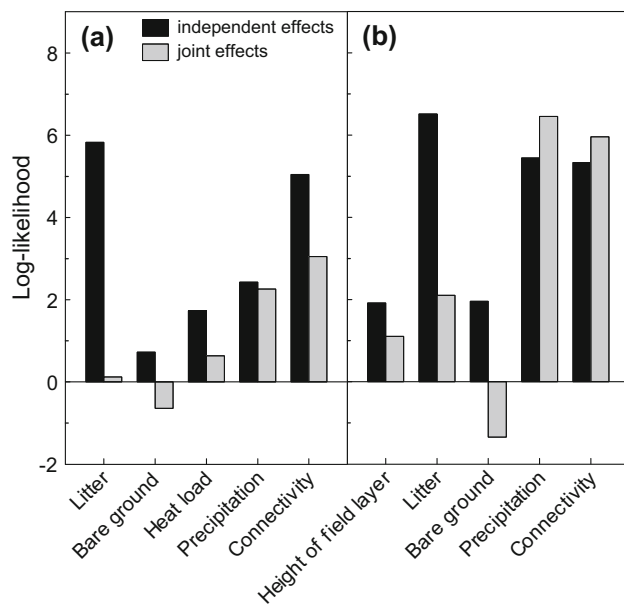 (a)
independent effects
joint effects
(b)
8
6
4
2
0
-2
Log-likelihood
Litter
Bare ground
Heat load
Precipitation
Connectivity
Height of field layer
Litter
Bare ground
Precipitation
Connectivity